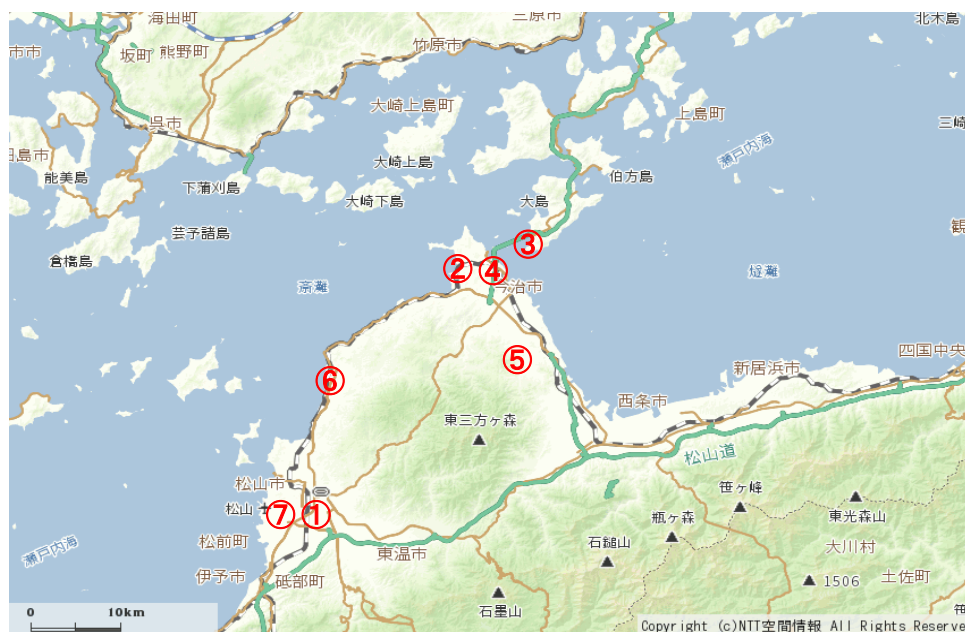 海田町
三原市
北木島
坂町
熊野町
竹原市
呉市
大崎上島町
上島町
能美島
下蒲刈島
大崎上島
大崎下島
伯方島
大島
瀬戸内海
芸予諸島
倉橋島
斎灘
燧灘
③
②
④
今治市
⑤
⑥
新居浜市
四国中央
西条市
東三方ヶ森
松山道
松山市
松山
⑦
①
笹ヶ峰
東光森山
瓶ヶ森
石鎚山
大川村
松前町
東温市
瀬戸内海
伊予市
砥部町
1506
土佐町
石墨山
0 10km
Copyright (c)NTT空間情報 All Rights Reserve